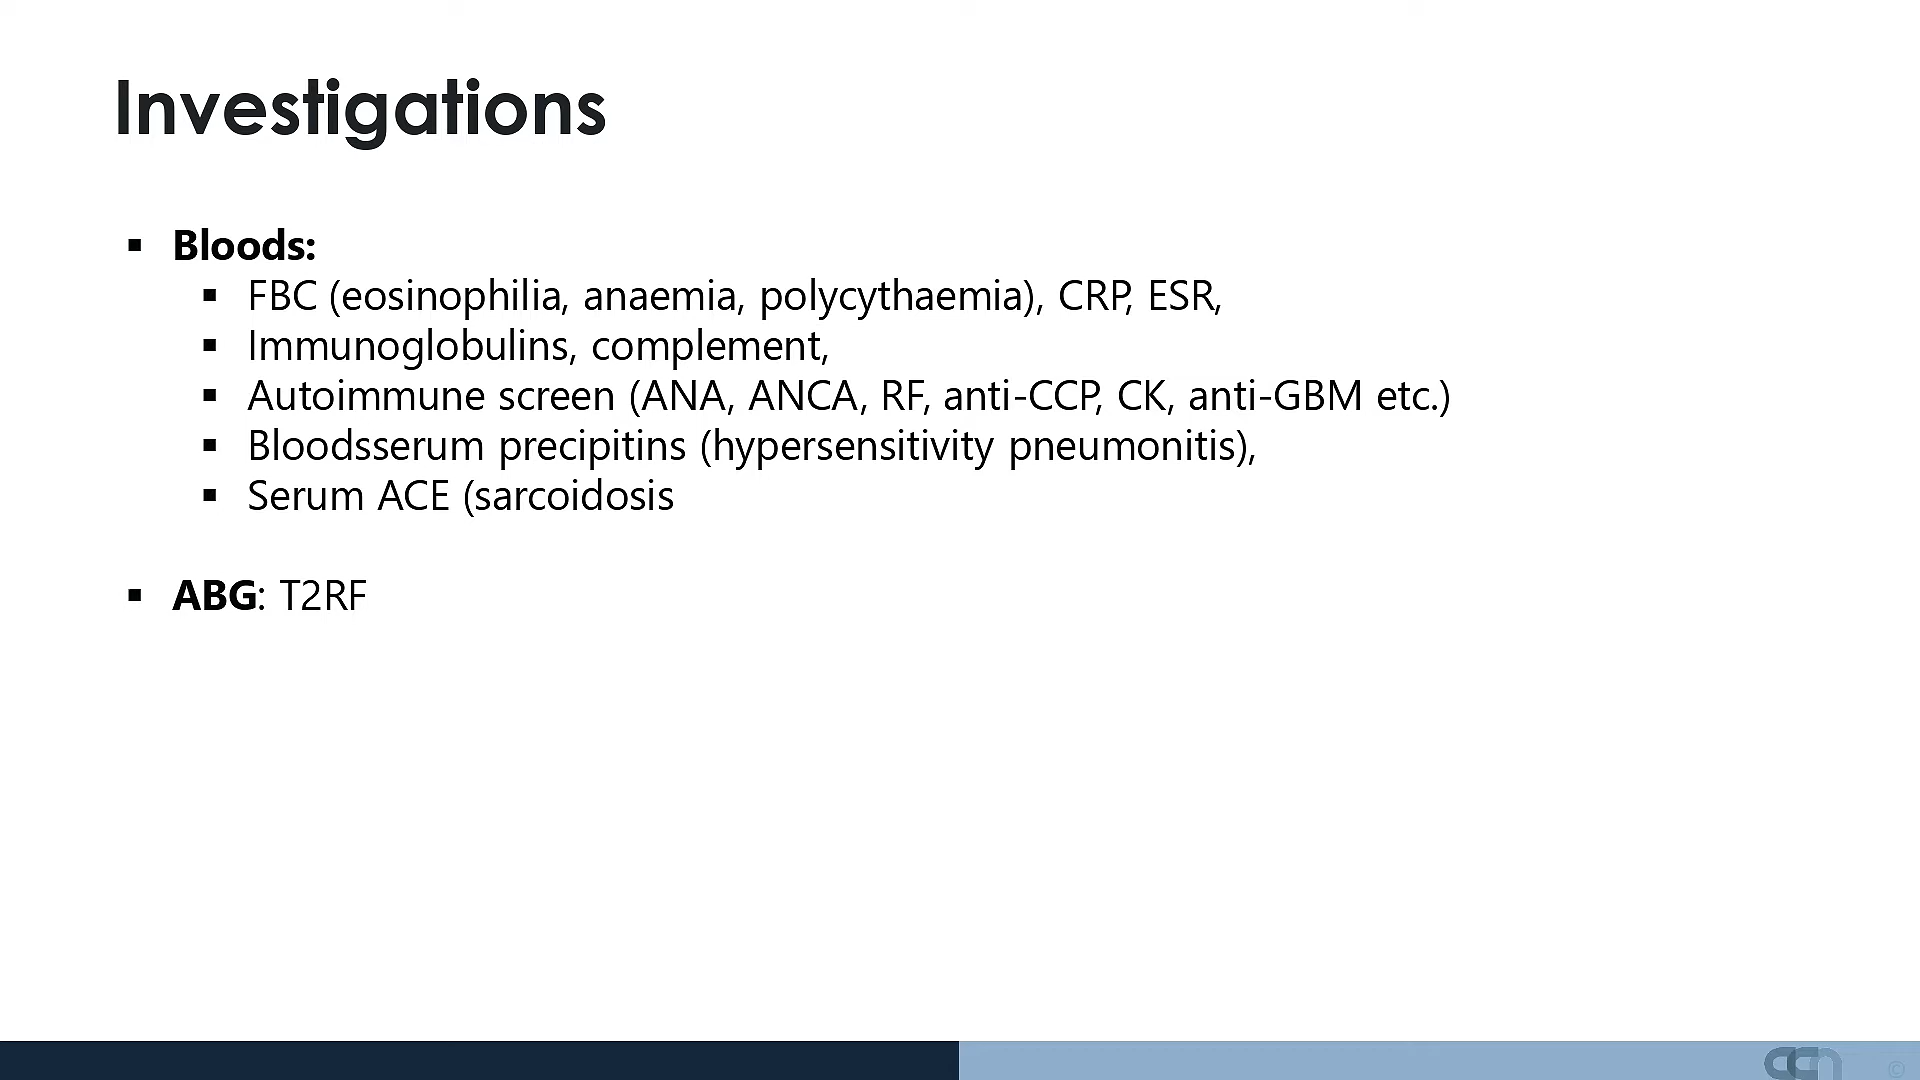 Investigations
▪ Bloods:
▪ FBC (eosinophilia, anaemia, polycythaemia), CRP, ESR,
▪ Immunoglobulins, complement,
▪ Autoimmune screen (ANA, ANCA, RF, anti-CCP, CK, anti-GBM etc.)
▪ Bloodsserum precipitins (hypersensitivity pneumonitis),
▪ Serum ACE (sarcoidosis
▪ ABG: T2RF
©